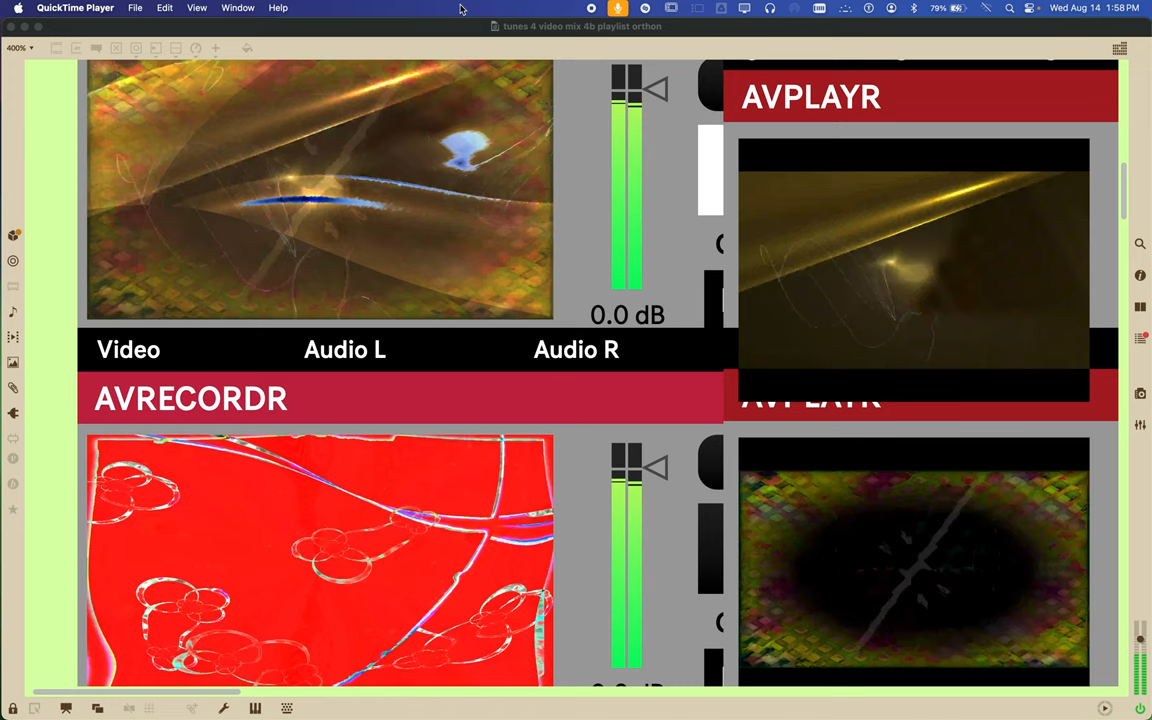 QuickTime Player File Edit View Window Help 79% Wed Aug 14 1:58 PM
tunes 4 video mix 4b playlist orthon
400%
AVPLAYR
0.0 dB
Video Audio L Audio R
AVRECORDR